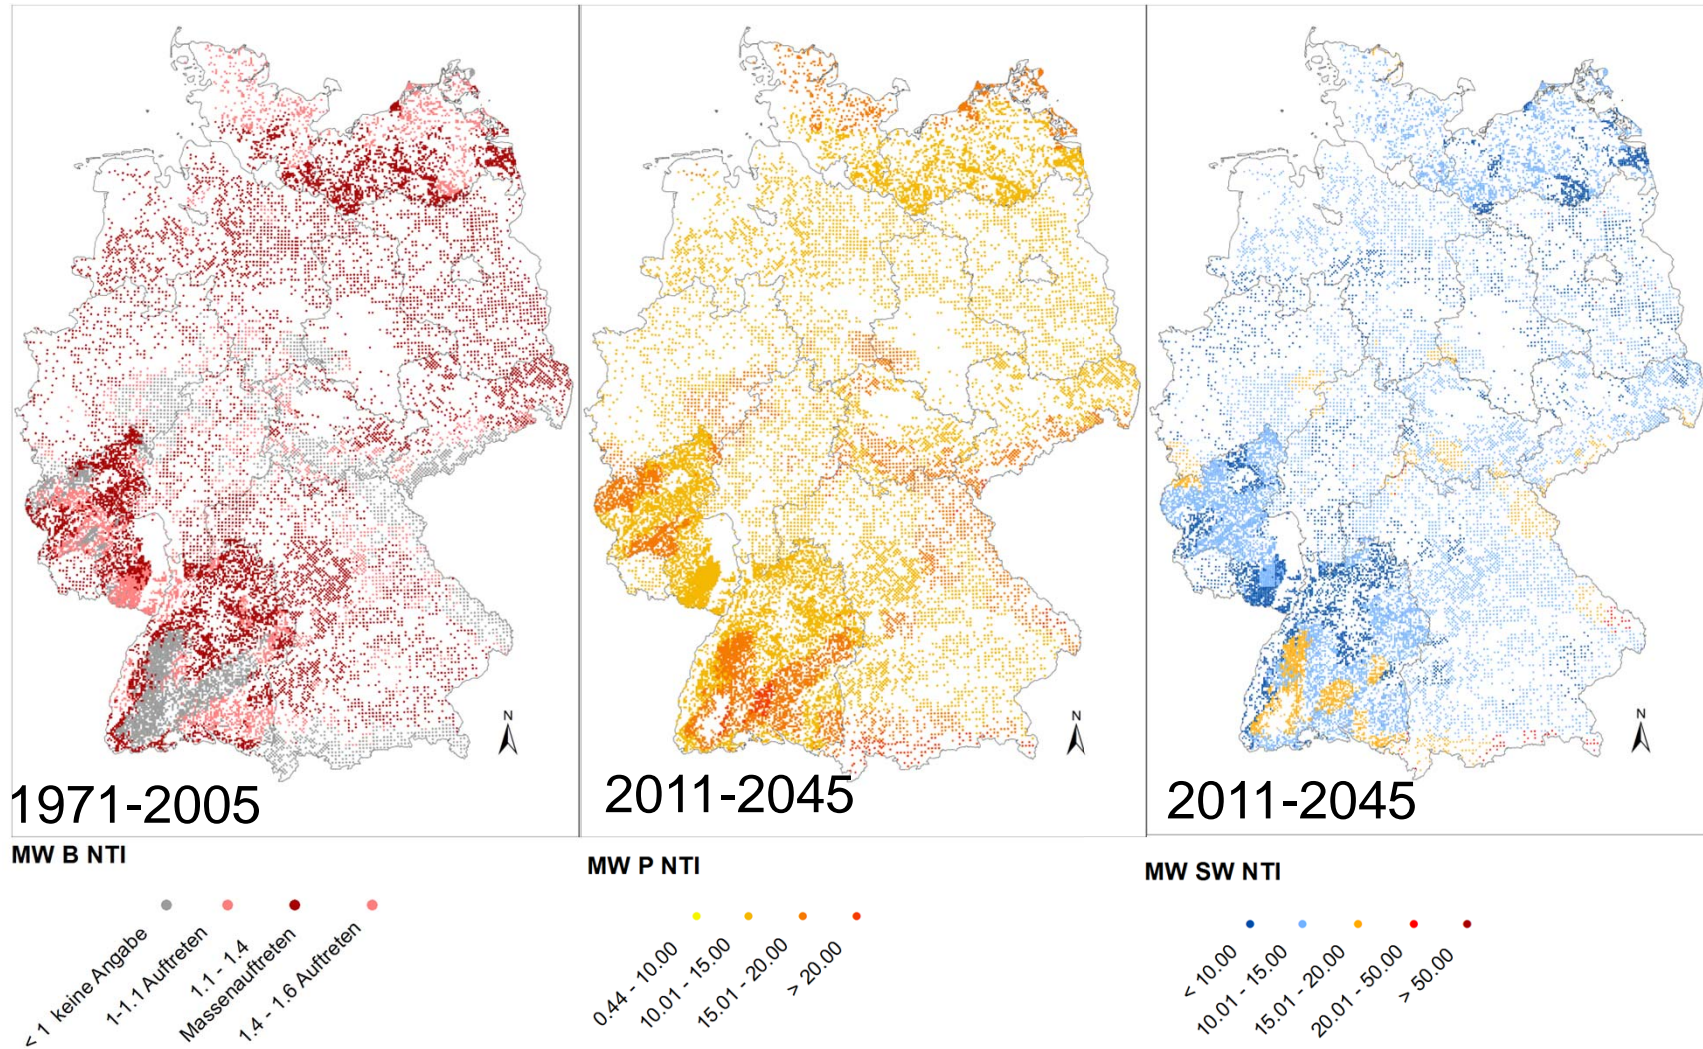 N
N
N
1971-2005
2011-2045
2011-2045
MW B NTI
MW P NTI
MW SW NTI
< 1 keine Angabe
1-1.1 Auftreten
1.1 - 1.4
Massenauftreten
1.4 - 1.6 Auftreten
0.44 - 10.00
10.01 - 15.00
15.01 - 20.00
> 20.00
< 10.00
10.01 - 15.00
15.01 - 20.00
20.01 - 50.00
> 50.00